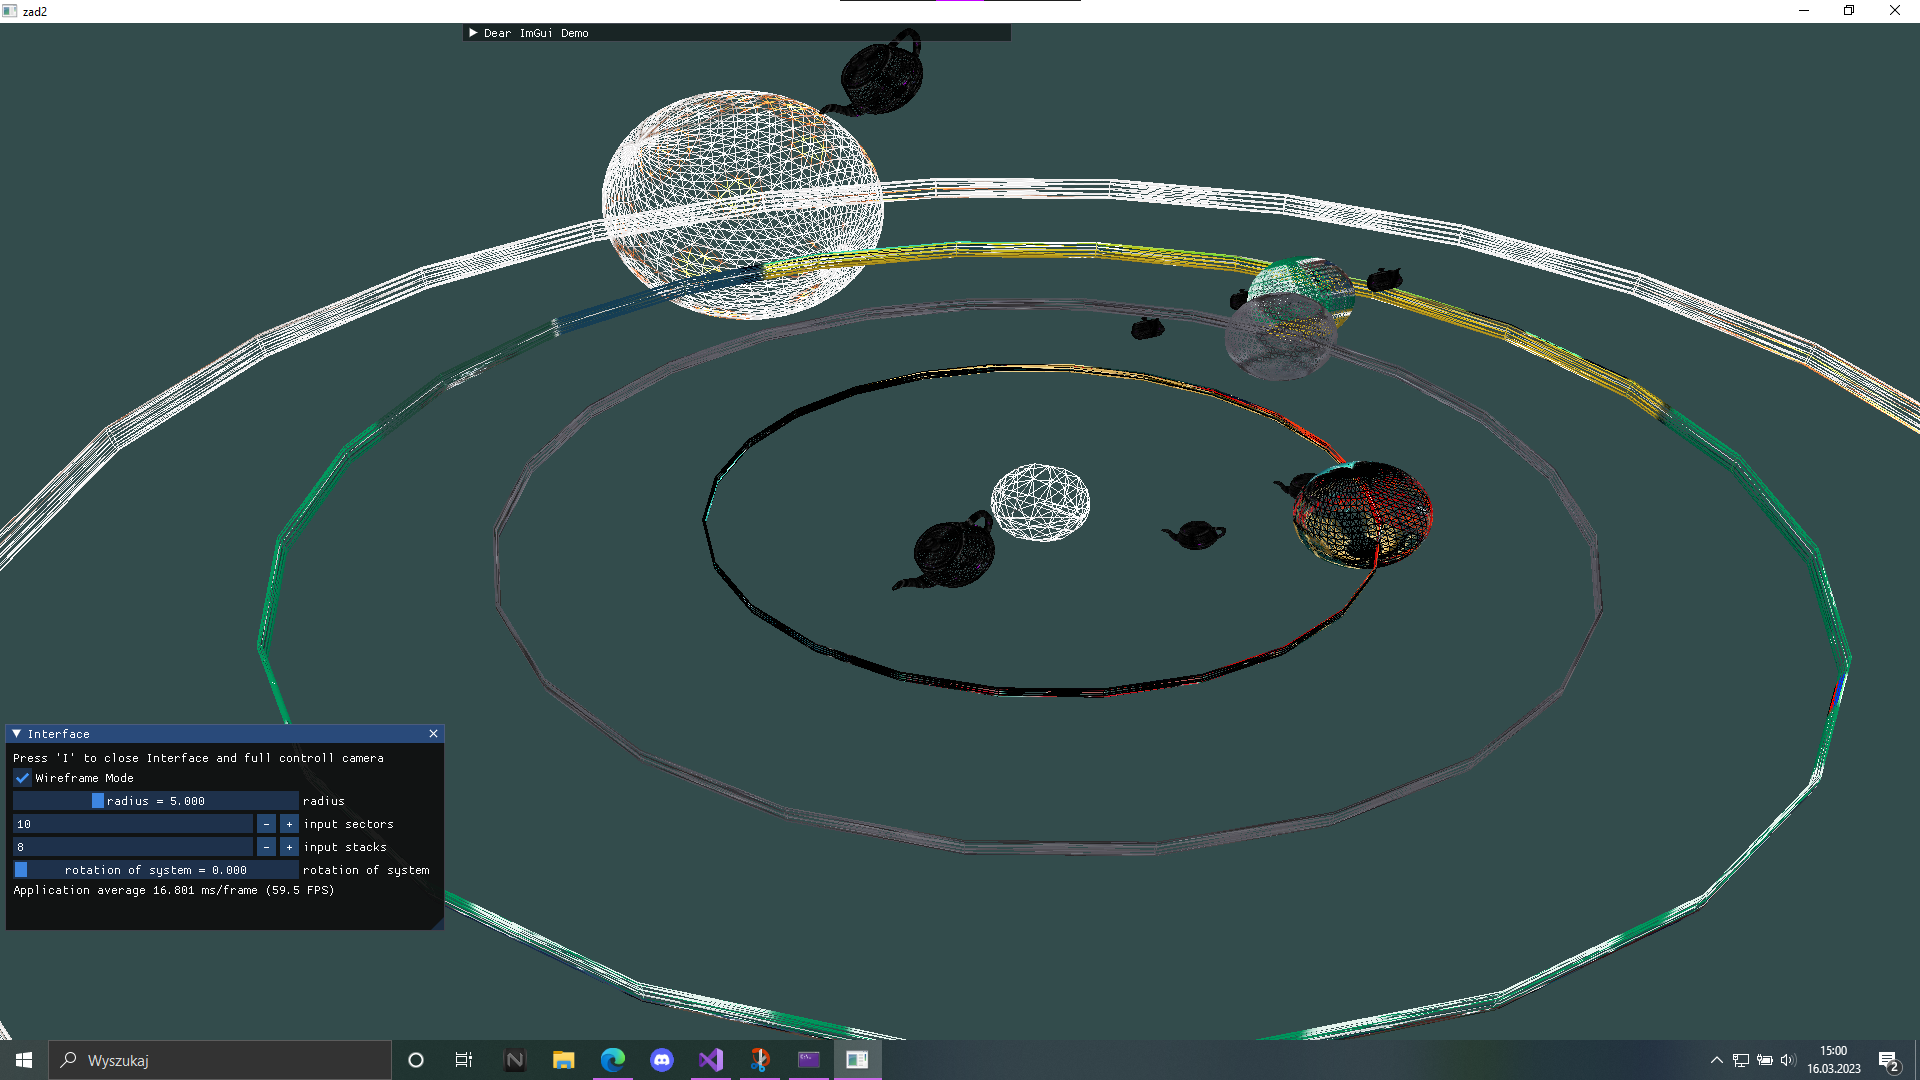 zad2
Dear ImGui Demo
Interface
Press 'I' to close Interface and full controll camera
Wireframe Mode
radius = 5.000 radius
10 - + input sectors
8 - + input stacks
rotation of system = 0.000 rotation of system
Application average 16.801 ms/frame (59.5 FPS)
Wyszukaj
15:00
16.03.2023
2